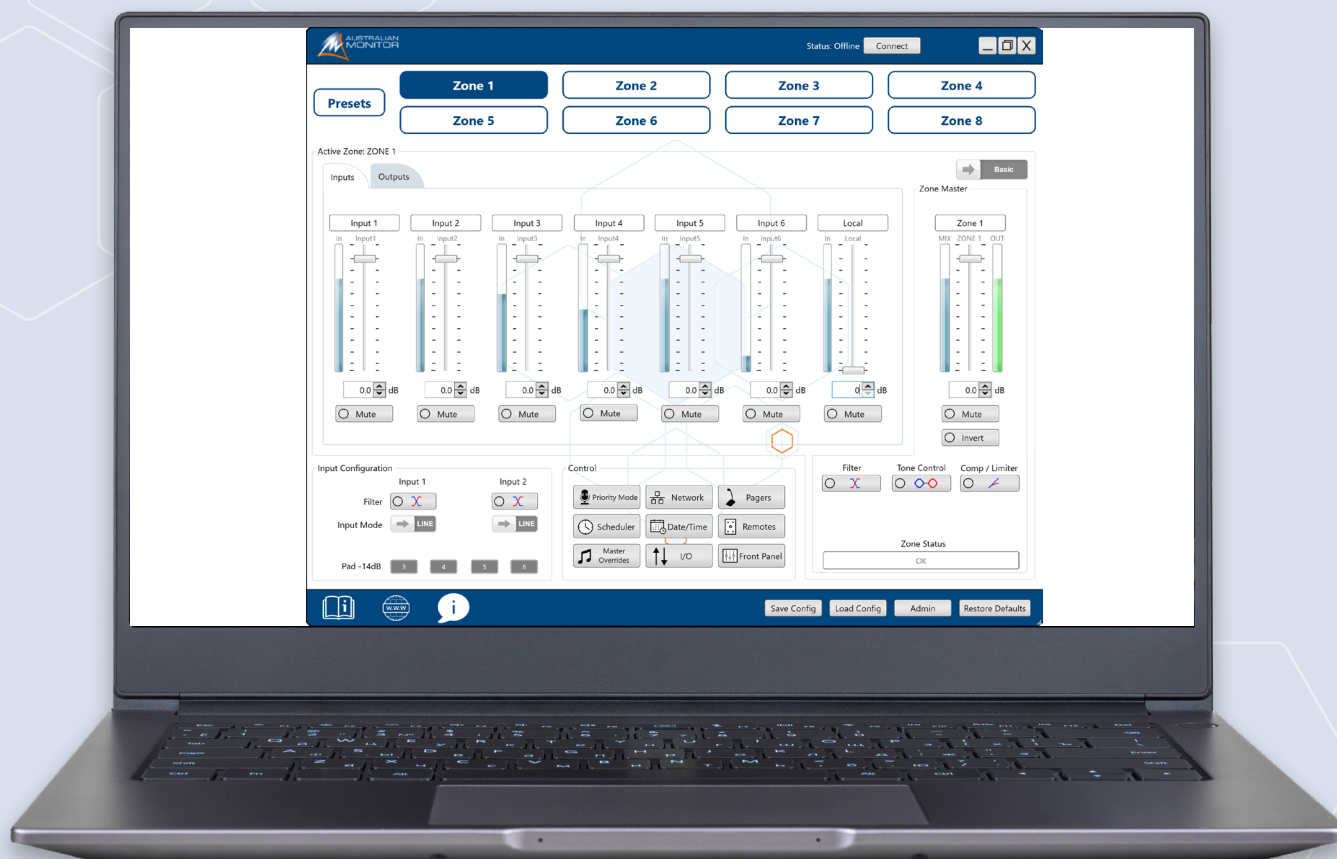 AUSTRALIAN
MONITOR
Status: Offline
Connect
X
Presets
Zone 1
Zone 2
Zone 3
Zone 4
Zone 5
Zone 6
Zone 7
Zone 8
Active Zone: ZONE 1
Basic
Inputs
Outputs
Zone Master
Input 1
Input 2
Input 3
Input 4
Input 5
Input 6
Local
Zone 1
In Input1
In Input2
In Input3
In Input4
In Input5
In Input6
In Local
MIX ZONE 1 OUT
0.0 dB
0.0 dB
0.0 dB
0.0 dB
0.0 dB
0.0 dB
0 dB
0.0 dB
Mute
Mute
Mute
Mute
Mute
Mute
Mute
Mute
Invert
Input Configuration
Input 1
Input 2
Filter
Input Mode
LINE
LINE
Pad -14dB
3
4
5
6
Control
Priority Mode
Network
Pagers
Scheduler
Date/Time
Remotes
Master
Overrides
I/O
Front Panel
Filter
Tone Control
Comp / Limiter
Zone Status
OK
i
WWW
i
Save Config
Load Config
Admin
Restore Defaults